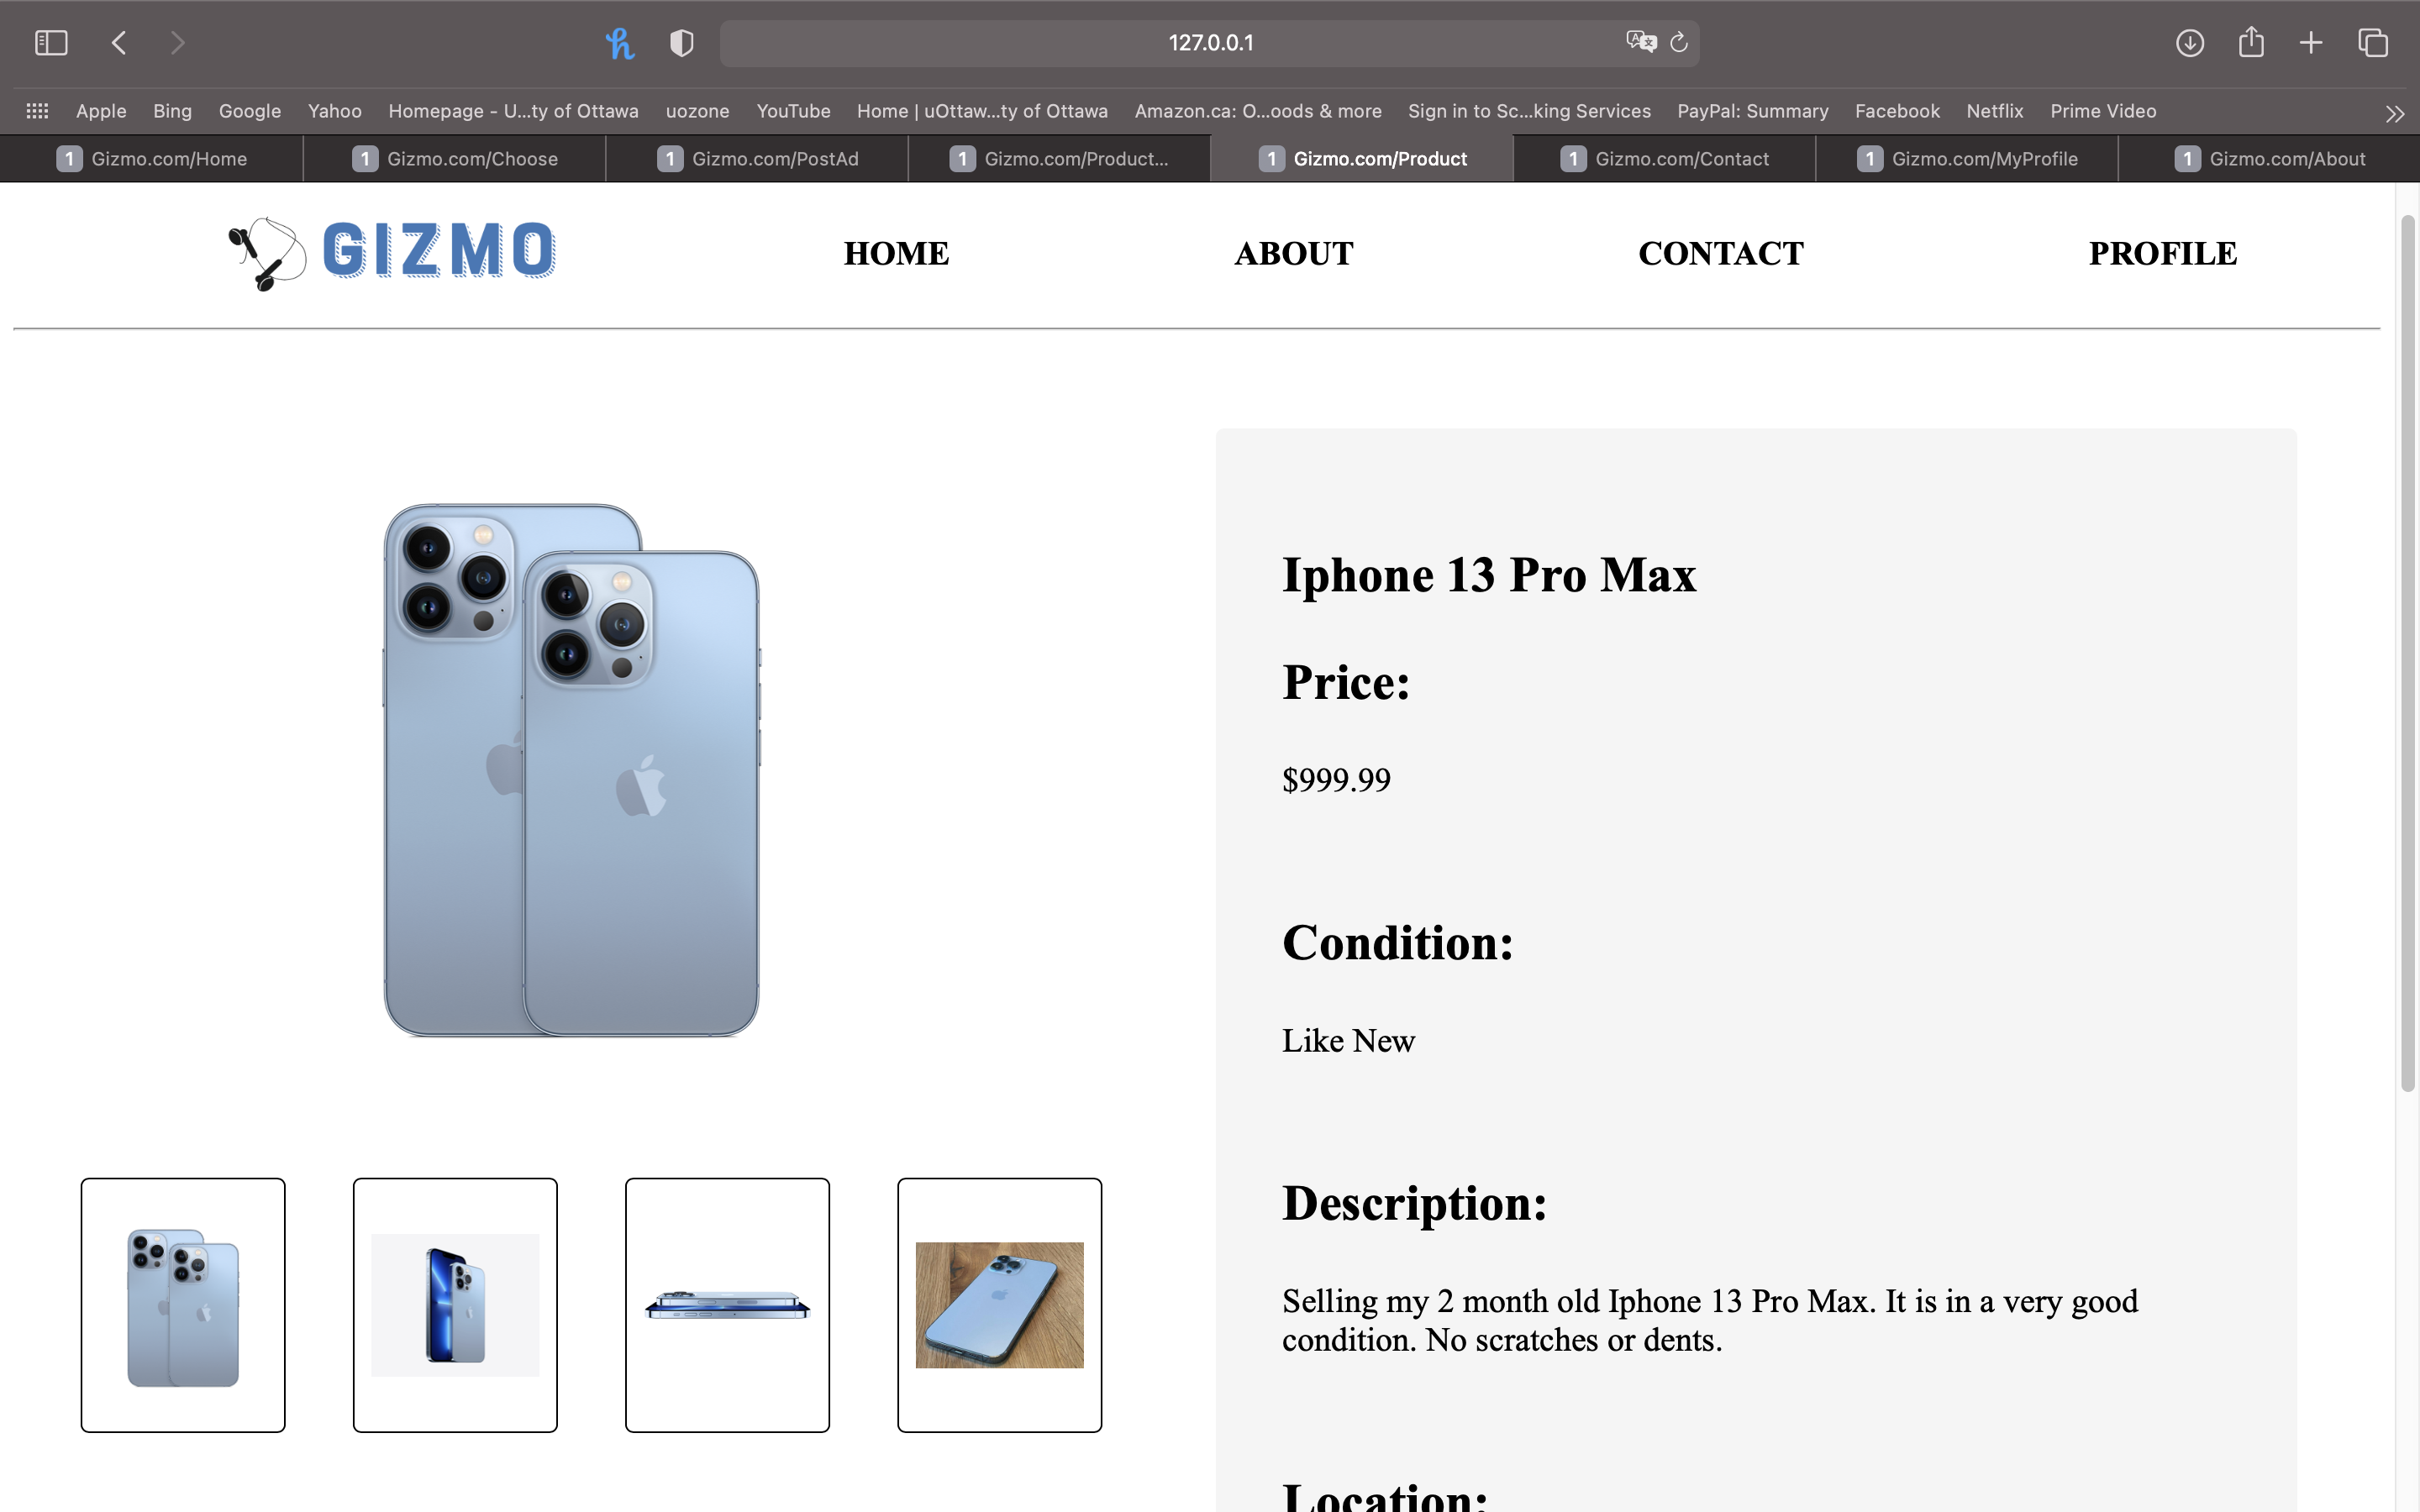 127.0.0.1
Apple Bing Google Yahoo Homepage - U...ty of Ottawa uozone YouTube Home | uOttaw...ty of Ottawa Amazon.ca: O...oods & more Sign in to Sc...king Services PayPal: Summary Facebook Netflix Prime Video
1 Gizmo.com/Home 1 Gizmo.com/Choose 1 Gizmo.com/PostAd 1 Gizmo.com/Product... 1 Gizmo.com/Product 1 Gizmo.com/Contact 1 Gizmo.com/MyProfile 1 Gizmo.com/About
GIZMO HOME ABOUT CONTACT PROFILE
Iphone 13 Pro Max
Price:
$999.99
Condition:
Like New
Description:
Selling my 2 month old Iphone 13 Pro Max. It is in a very good
condition. No scratches or dents.
Location: